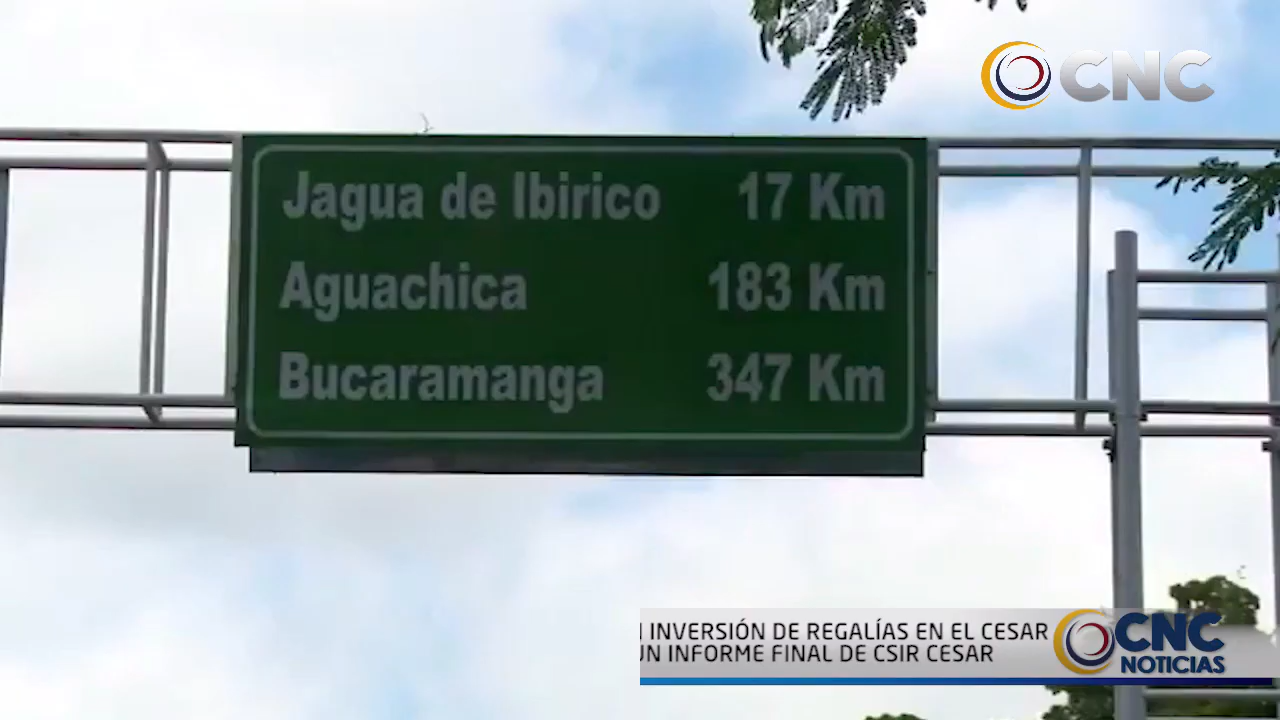 CNC
Jagua de Ibirico 17 Km
Aguachica 183 Km
Bucaramanga 347 Km
INVERSIÓN DE REGALÍAS EN EL CESAR
INFORME FINAL DE CSIR CESAR
CNC
NOTICIAS